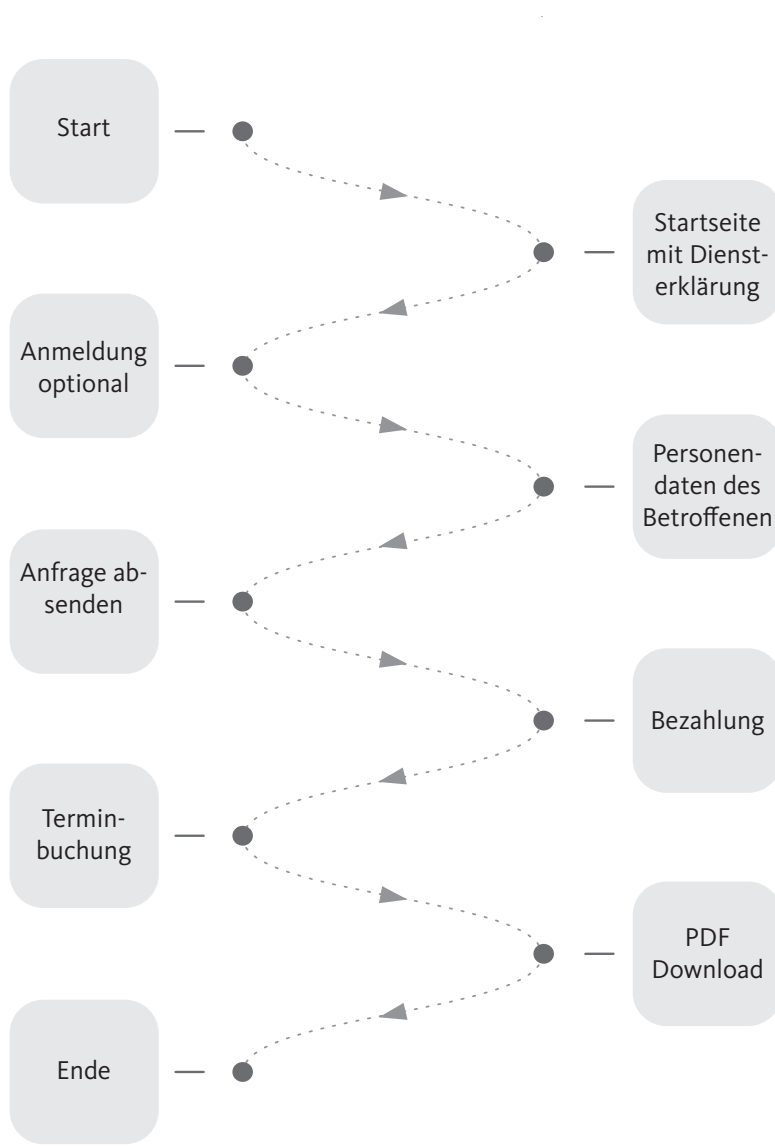 Start
Startseite
mit Dienst-
erklärung
Anmeldung
optional
Personen-
daten des
Betroffenen
Anfrage ab-
senden
Bezahlung
Termin-
buchung
PDF
Download
Ende